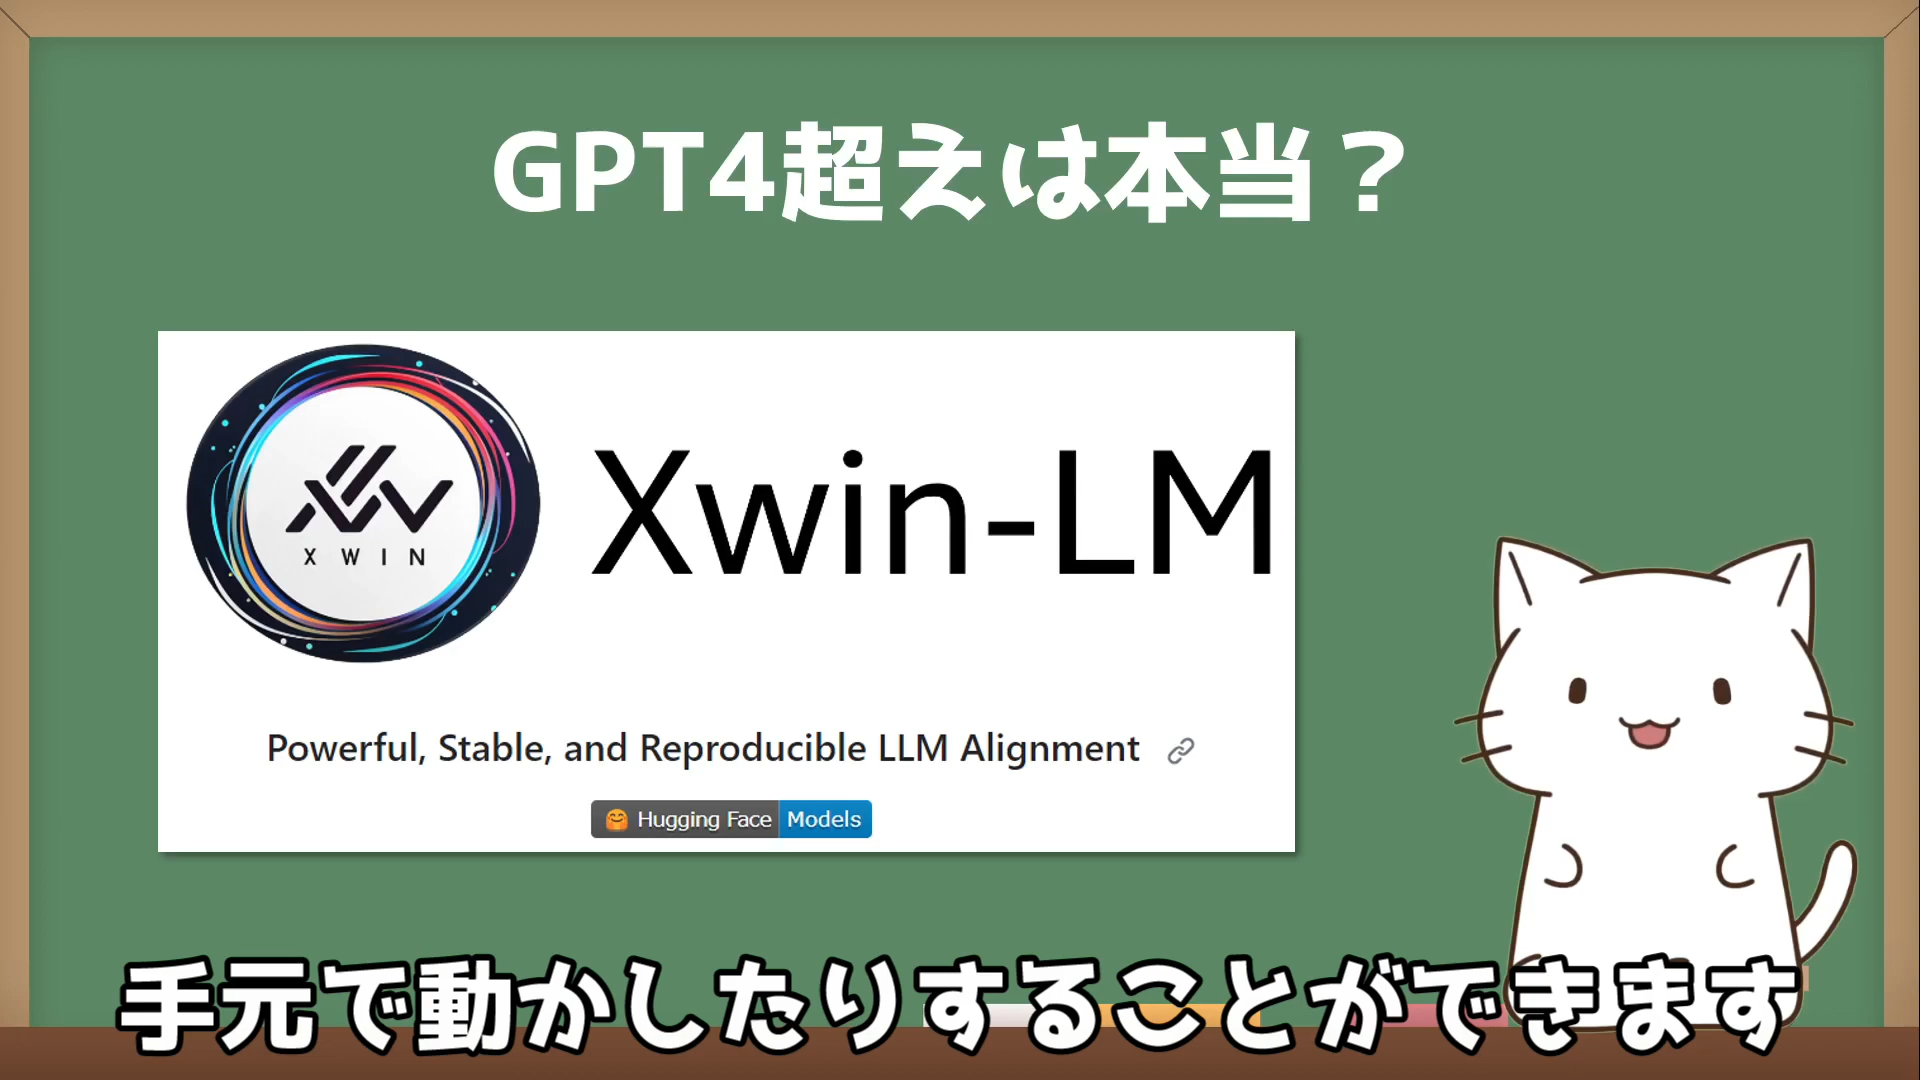 GPT4超えは本当？
XWIN
Xwin-LM
Powerful, Stable, and Reproducible LLM Alignment
Hugging Face Models
手元で動かしたりすることができます